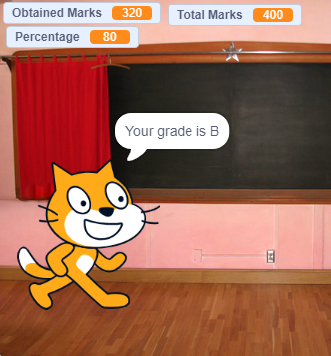 Obtained Marks 320
Total Marks 400
Percentage 80
Your grade is B